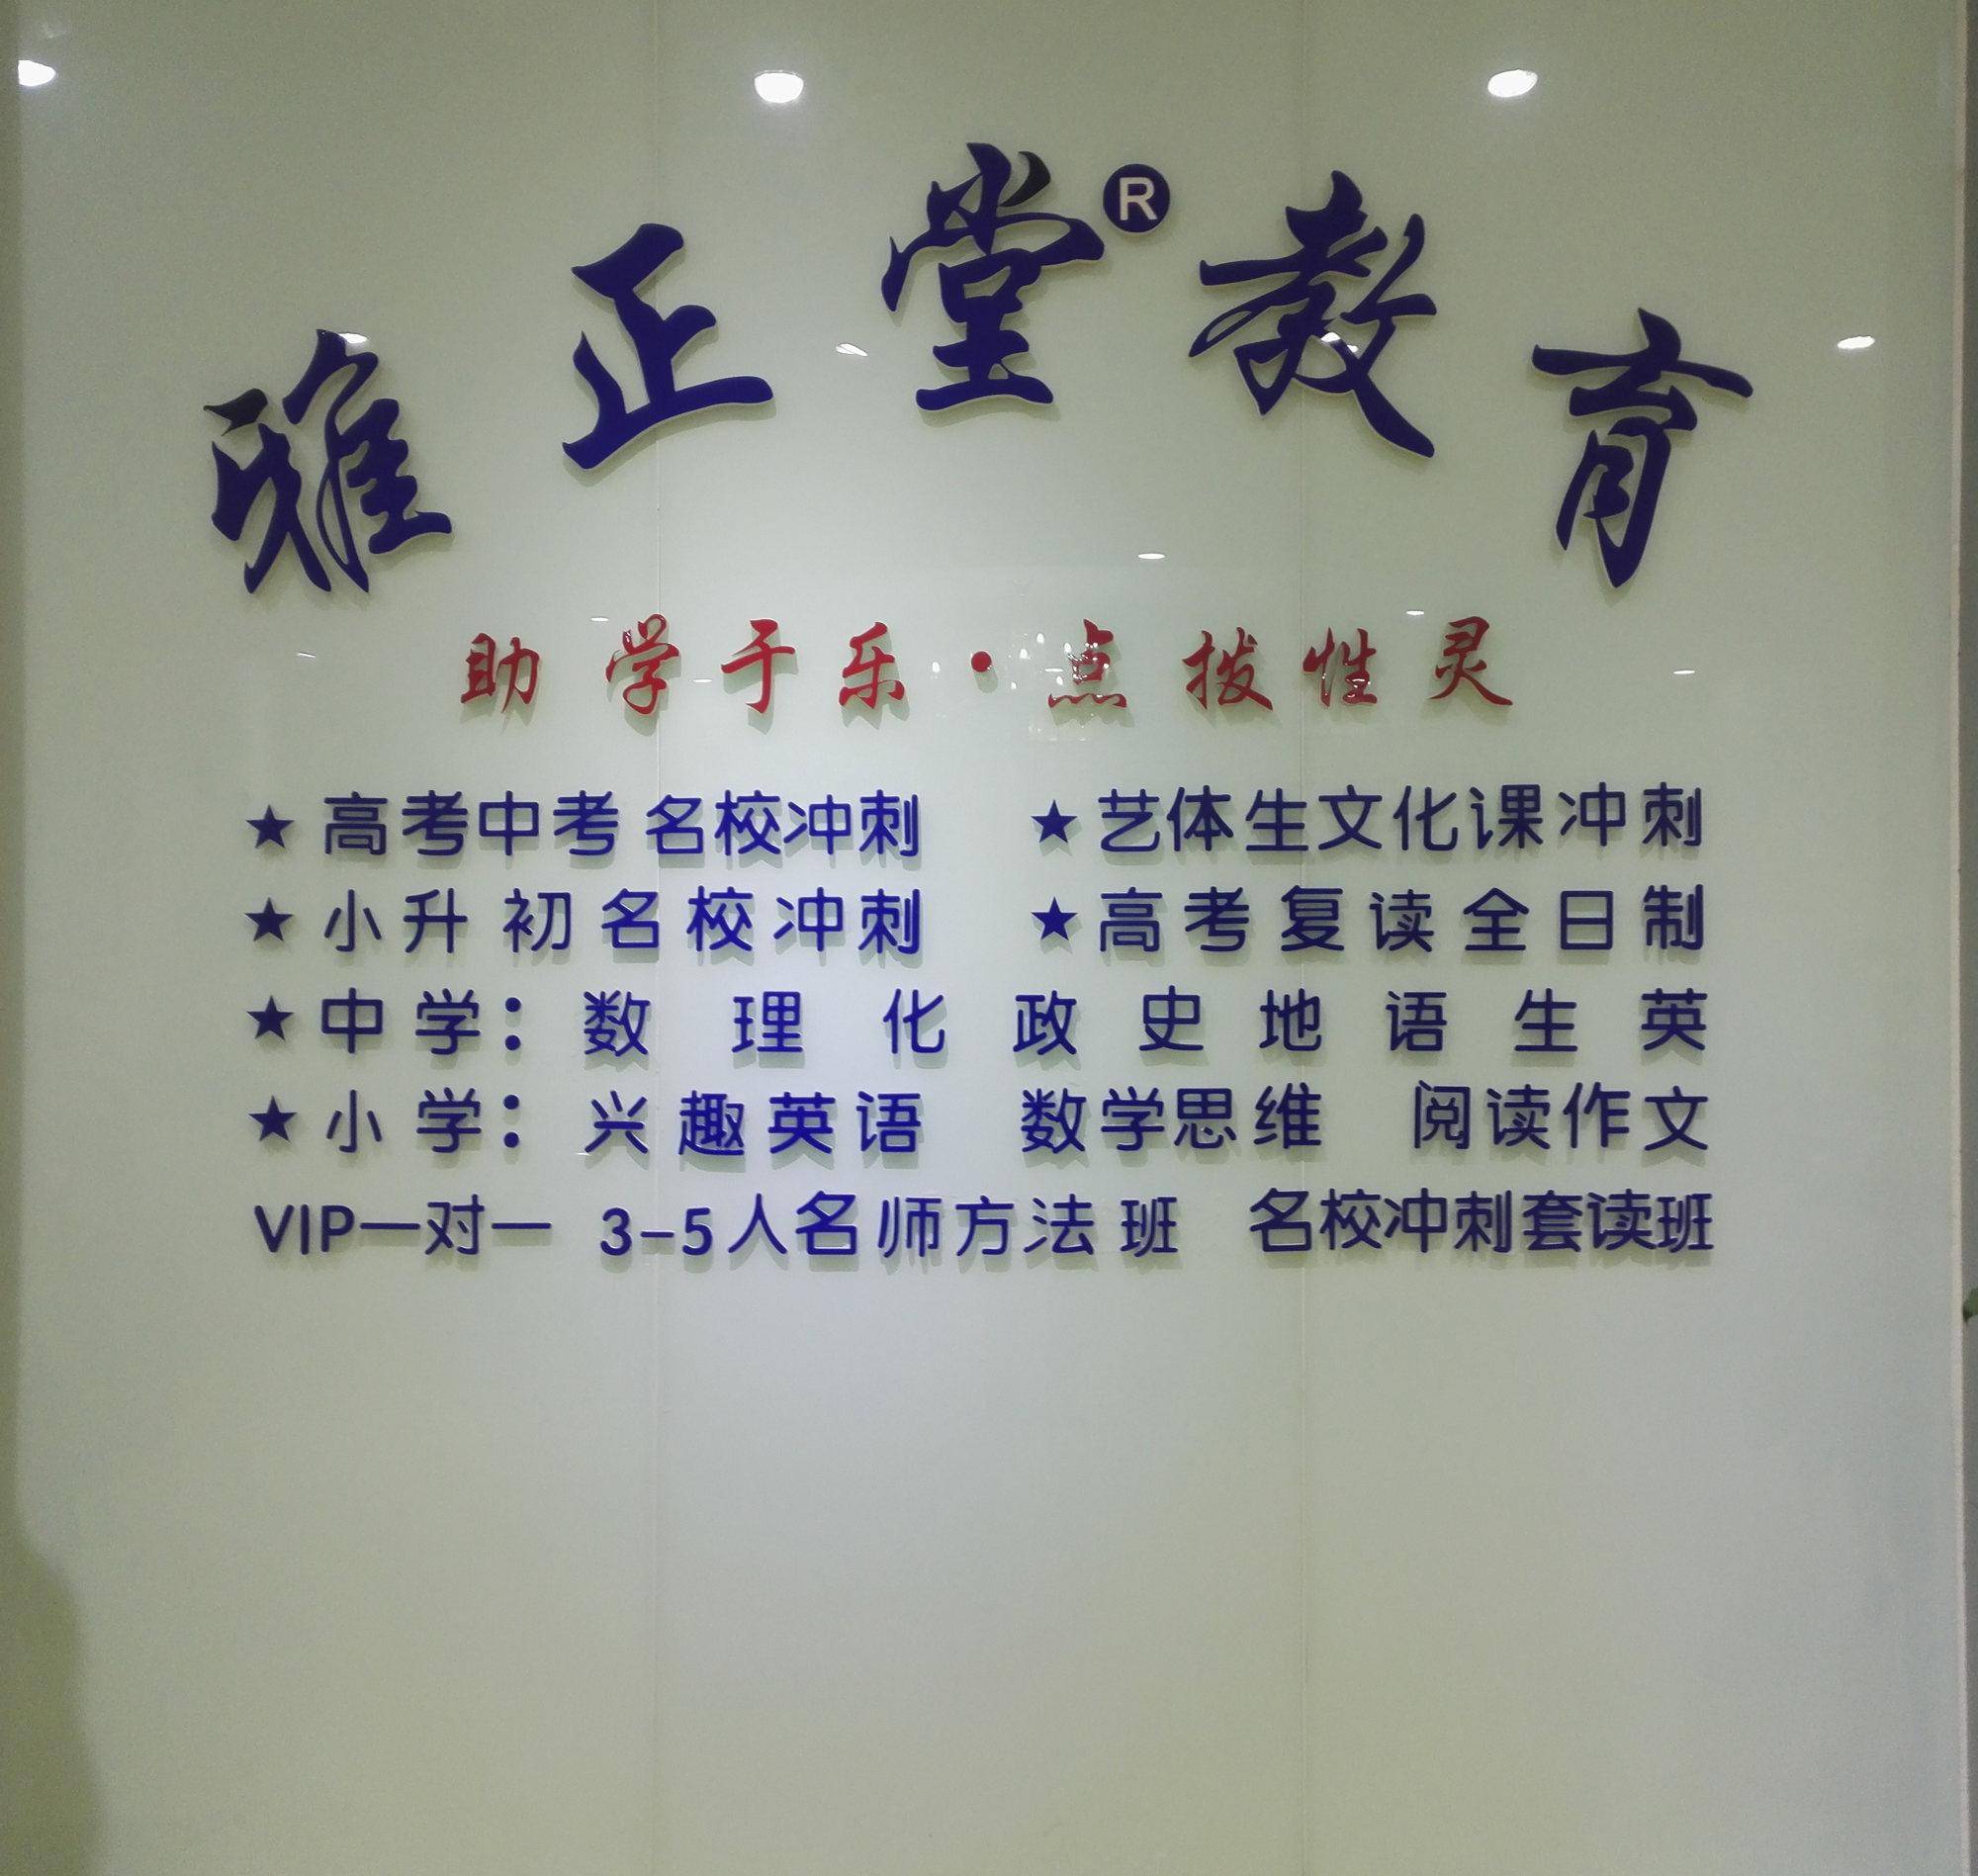 雅正堂®教育
助学于乐·点拨性灵
★高考中考名校冲刺 ★艺体生文化课冲刺
★小升初名校冲刺 ★高考复读全日制
★中学：数 理 化 政 史 地 语 生 英
★小学：兴趣英语 数学思维 阅读作文
VIP一对一 3-5人名师方法班 名校冲刺套读班